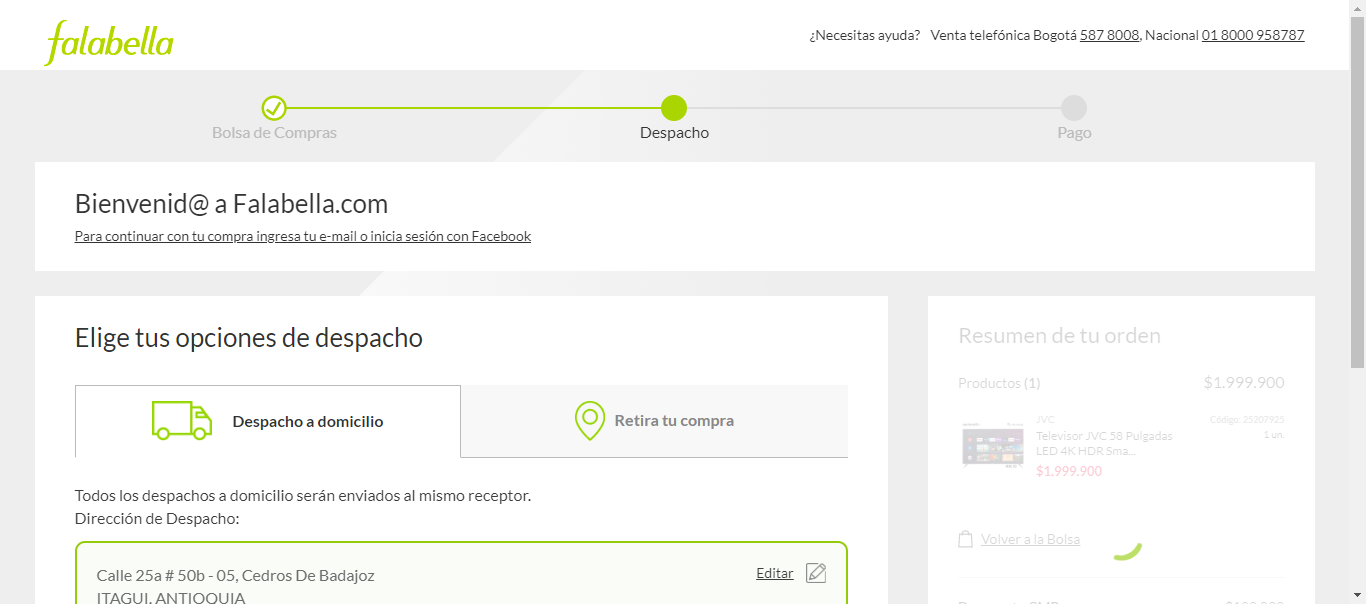 falabella
¿Necesitas ayuda? Venta telefónica Bogotá 587 8008, Nacional 01 8000 958787
Bolsa de Compras
Despacho
Pago
Bienvenid@ a Falabella.com
Para continuar con tu compra ingresa tu e-mail o inicia sesión con Facebook
Elige tus opciones de despacho
Despacho a domicilio
Retira tu compra
Todos los despachos a domicilio serán enviados al mismo receptor.
Dirección de Despacho:
Calle 25a # 50b - 05, Cedros De Badajoz
Editar
ITAGUI, ANTIOQUIA
Resumen de tu orden
Productos (1) $1.999.900
JVC Código: 25207925
Televisor JVC 58 Pulgadas 1 un.
LED 4K HDR Sma...
$1.999.900
Volver a la Bolsa